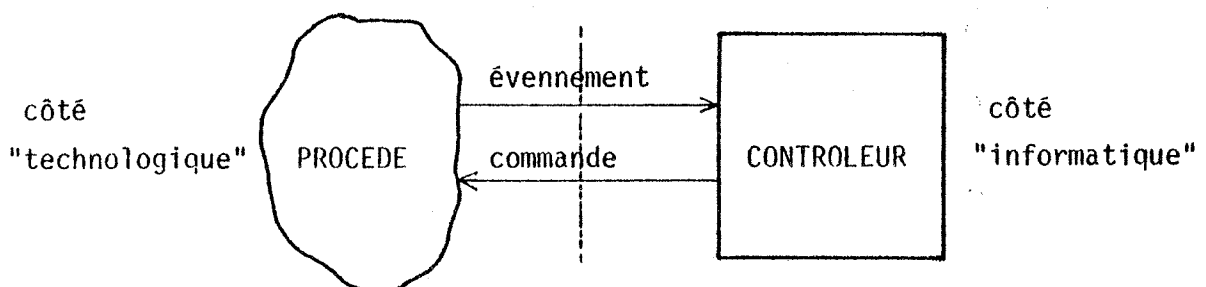 côté
"technologique"
PROCEDE
évennement
commande
CONTROLEUR
côté
"informatique"